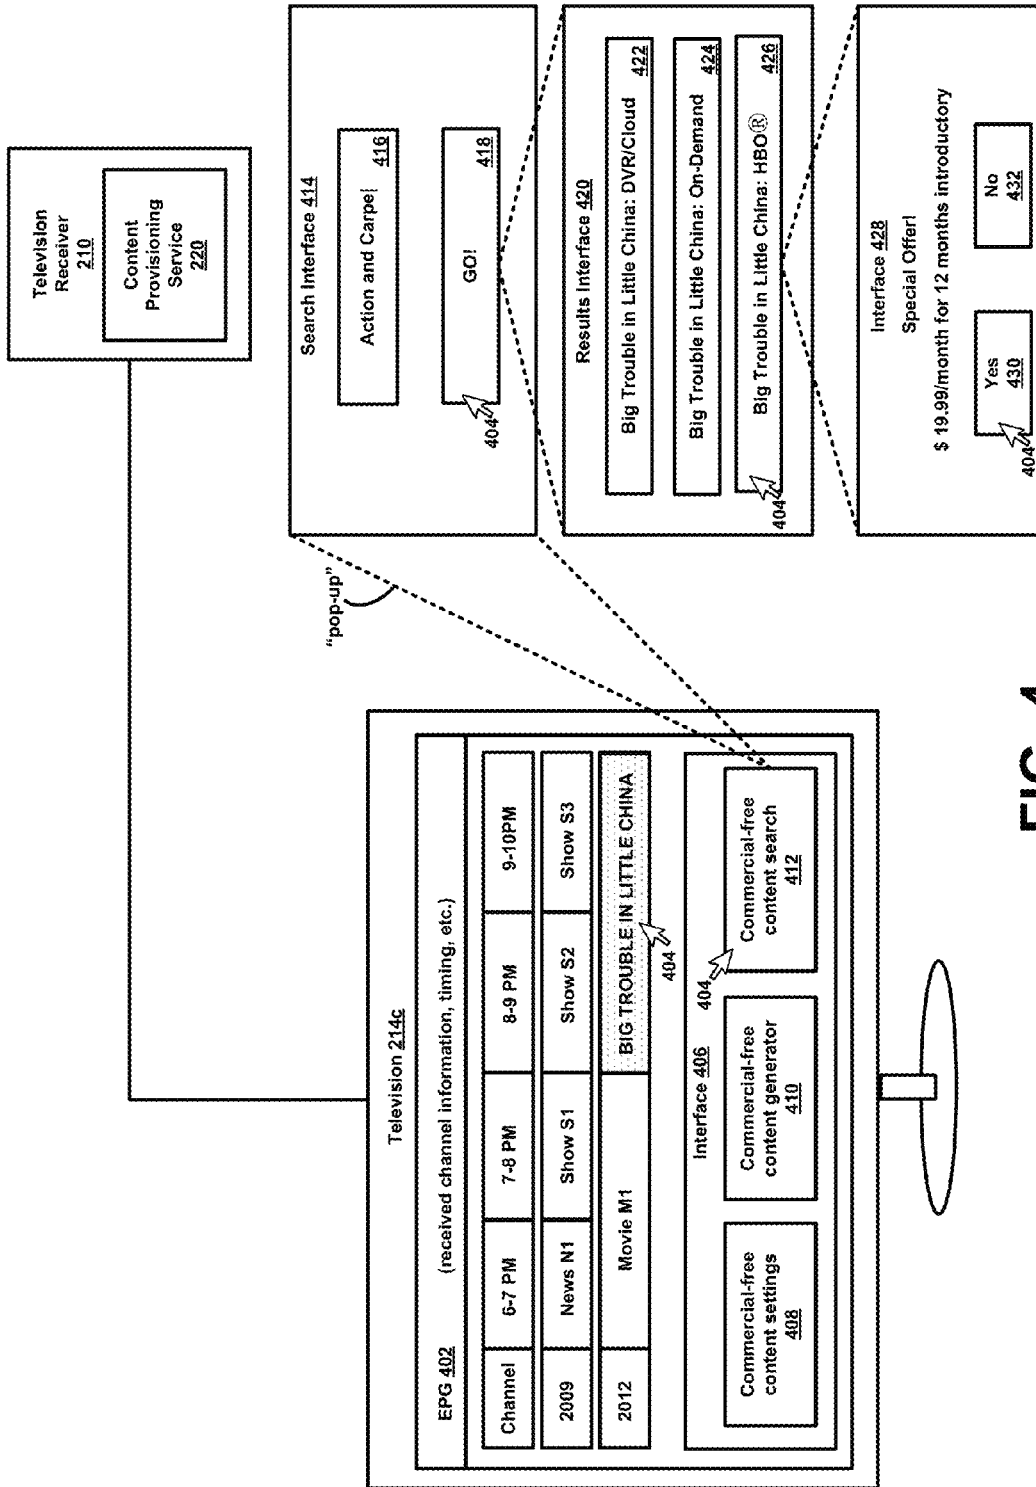 Television
Receiver
210
Content
Provisioning
Service
220
Television 214c
EPG 402 (received channel information, timing, etc.)
Channel 6-7 PM 7-8 PM 8-9 PM 9-10PM
2009 News N1 Show S1 Show S2 Show S3
2012 Movie M1 BIG TROUBLE IN LITTLE CHINA
404
Interface 406
404
Commercial-free
content settings
408
Commercial-free
content generator
410
Commercial-free
content search
412
"pop-up"
Search Interface 414
Action and Carpe| 416
GO! 418
404
Results Interface 420
Big Trouble in Little China: DVR/Cloud 422
Big Trouble in Little China: On-Demand 424
Big Trouble in Little China: HBO® 426
404
Interface 428
Special Offer!
$ 19.99/month for 12 months introductory
Yes
430
No
432
404